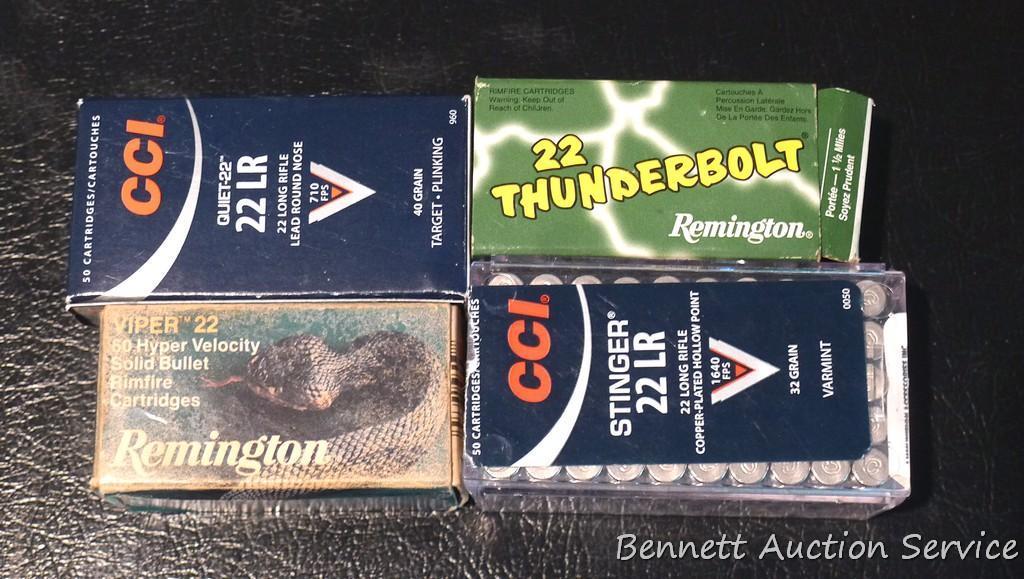 50 CARTRIDGES/CARTOUCHES
CCI®
QUIET-22™
22 LR
22 LONG RIFLE
LEAD ROUND NOSE
710
FPS
40 GRAIN
TARGET • PLINKING
960
RIMFIRE CARTRIDGES
Warning: Keep Out of
Reach of Children.
Cartouches A
Percussion Latérale
Mise En Garde: Gardez Hors
De La Portée Des Enfants.
22
THUNDERBOLT®
Remington®
Portée — 1 ½ Miles
Soyez Prudent
VIPER™ 22
50 Hyper Velocity
Solid Bullet
Rimfire
Cartridges
Remington
50 CARTRIDGES/CARTOUCHES
CCI®
STINGER®
22 LR
22 LONG RIFLE
COPPER-PLATED HOLLOW POINT
1640
FPS
32 GRAIN
VARMINT
0050
Bennett Auction Service